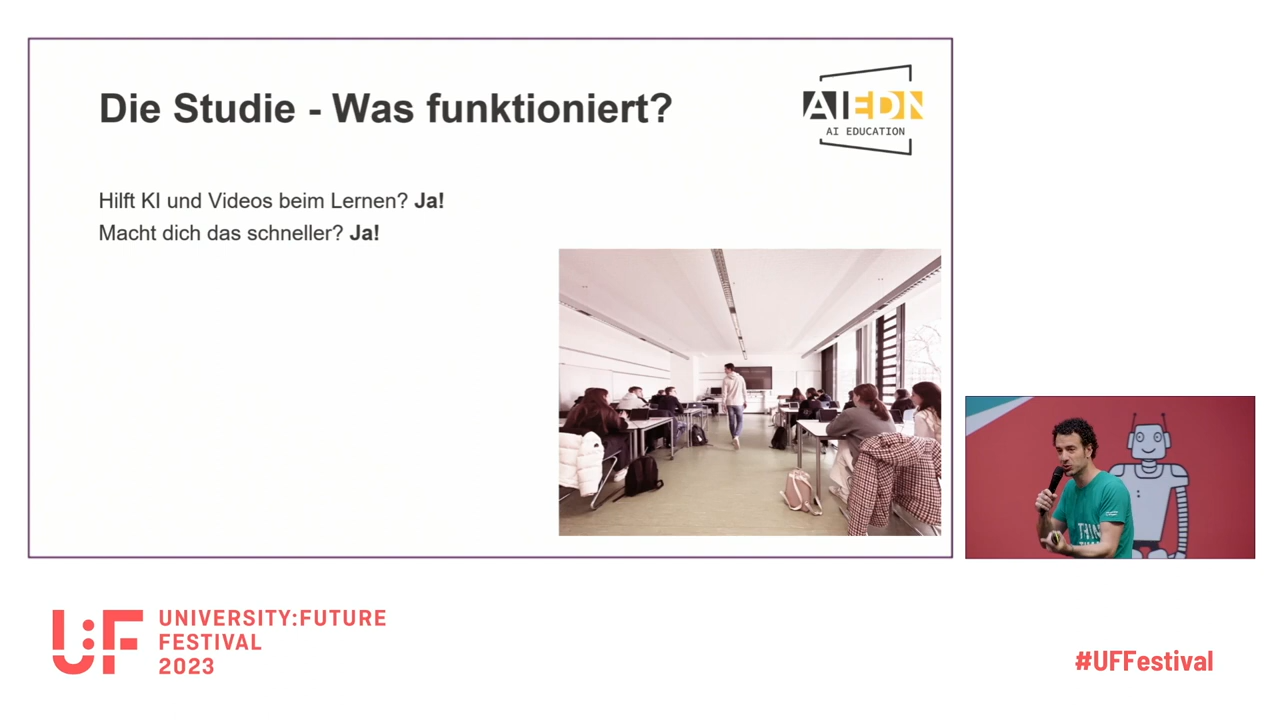 Die Studie - Was funktioniert?
AIEDN
AI EDUCATION
Hilft KI und Videos beim Lernen? Ja!
Macht dich das schneller? Ja!
THIN
U:F
UNIVERSITY:FUTURE
FESTIVAL
2023
#UFFestival